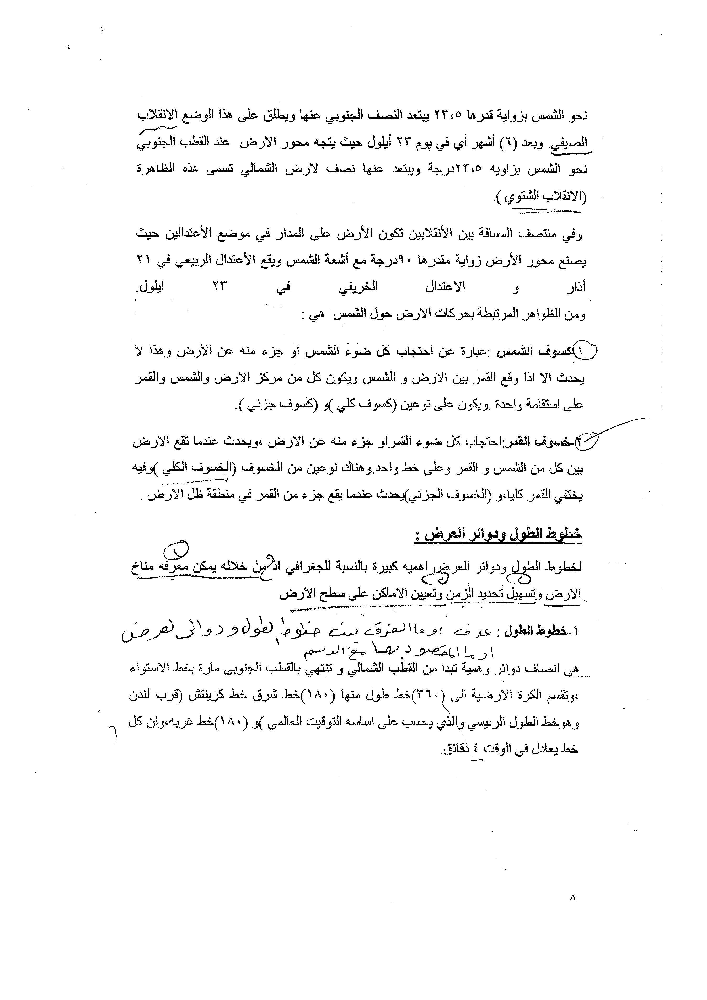 نحو الشمس بزواية قدرها ٢٣،٥ يبتعد النصف الجنوبي عنها ويطلق على هذا الوضع الانقلاب
الصيفي. وبعد (٦) أشهر أي في يوم ٢٣ أيلول حيث يتجه محور الارض عند القطب الجنوبي
نحو الشمس بزاويه ٢٣،٥درجة ويبتعد عنها نصف لارض الشمالي تسمى هذه الظاهرة
(الانقلاب الشتوي ).
وفي منتصف المسافة بين الأنقلابين تكون الأرض على المدار في موضع الأعتدالين حيث
يصنع محور الأرض زواية مقدرها ٩٠درجة مع أشعة الشمس ويقع الأعتدال الربيعي في ٢١
أذار و الاعتدال الخريفي في ٢٣ ايلول.
ومن الظواهر المرتبطة بحركات الارض حول الشمس هي :
١-كسوف الشمس :عبارة عن احتجاب كل ضوء الشمس او جزء منه عن الأرض وهذا لا
يحدث الا اذا وقع القمر بين الارض و الشمس ويكون كل من مركز الارض والشمس والقمر
على استقامة واحدة .ويكون على نوعين (كسوف كلي )و (كسوف جزئي ).
٢-خسوف القمر:احتجاب كل ضوء القمراو جزء منه عن الارض ،ويحدث عندما تقع الارض
بين كل من الشمس و القمر وعلي خط واحد.وهناك نوعين من الخسوف (الخسوف الكلي )وفيه
يختفي القمر كليا،و (الخسوف الجزئي)يحدث عندما يقع جزء من القمر في منطقة ظل الارض .
خطوط الطول ودوائر العرض :
١
لخطوط الطول ودوائر العرض اهميه كبيرة بالنسبة للجغرافي اذ من خلاله يمكن معرفه مناخ
الارض وتسهيل تحديد الزمن وتعيين الاماكن على سطح الارض
١-خطوط الطول : عرف او ما الفرق بين خطوط الطول و دوائر العرض
او ما المقصود بهما مع الرسم
هي انصاف دوائر وهمية تبدا من القطب الشمالي و تنتهي بالقطب الجنوبي مارة بخط الاستواء
،وتقسم الكرة الارضية الى (٣٦٠)خط طول منها (١٨٠)خط شرق خط كرينتش (قرب لندن
وهوخط الطول الرئيسي والذي يحسب على اساسه التوقيت العالمي )و (١٨٠)خط غربه،وان كل
خط يعادل في الوقت ٤ دقائق.
٨